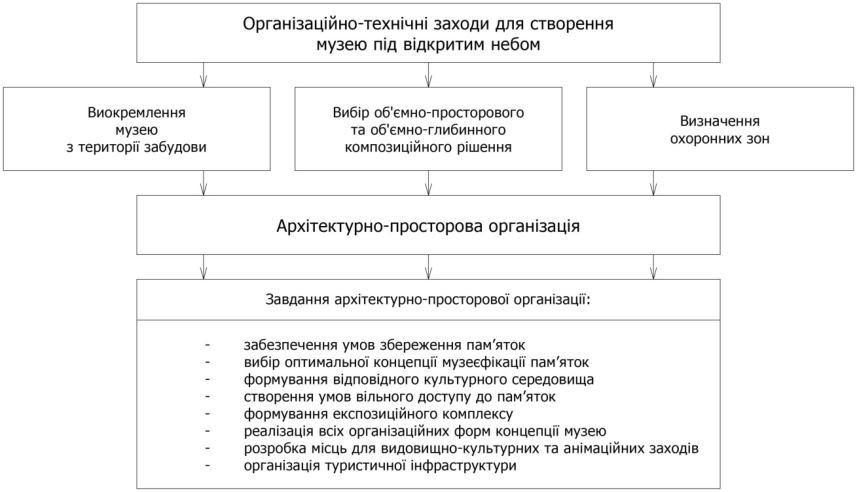 Організаційно-технічні заходи для створення
музею під відкритим небом
Виокремлення
музею
з території забудови
Вибір об'ємно-просторового
та об'ємно-глибинного
композиційного рішення
Визначення
охоронних зон
Архітектурно-просторова організація
Завдання архітектурно-просторової організації:
- забезпечення умов збереження пам’яток
- вибір оптимальної концепції музеєфікації пам’яток
- формування відповідного культурного середовища
- створення умов вільного доступу до пам’яток
- формування експозиційного комплексу
- реалізація всіх організаційних форм концепції музею
- розробка місць для видовищно-культурних та анімаційних заходів
- організація туристичної інфраструктури